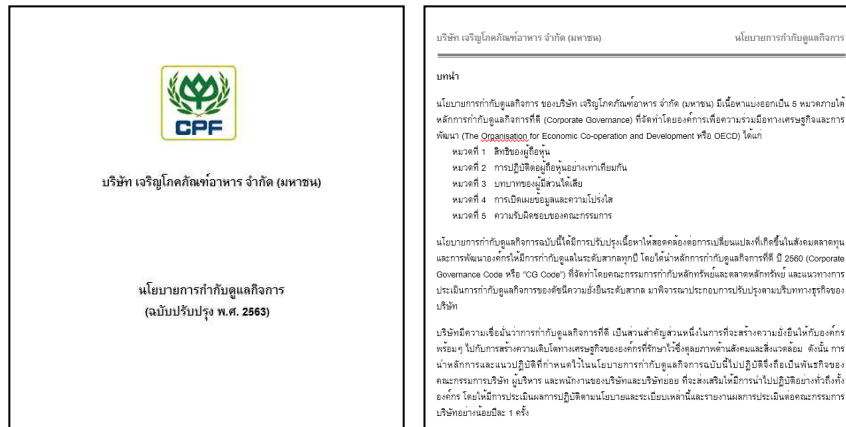 CPF
บริษัท เจริญโภคภัณฑ์อาหาร จำกัด (มหาชน)
นโยบายการกำกับดูแลกิจการ
(ฉบับปรับปรุง พ.ศ. 2563)
บริษัท เจริญโภคภัณฑ์อาหาร จำกัด (มหาชน) นโยบายการกำกับดูแลกิจการ
บทนำ
นโยบายการกำกับดูแลกิจการ ของบริษัท เจริญโภคภัณฑ์อาหาร จำกัด (มหาชน) มีเนื้อหาแบ่งออกเป็น 5 หมวดภายใต้
หลักการกำกับดูแลกิจการที่ดี (Corporate Governance) ที่จัดทำโดยองค์การเพื่อความร่วมมือทางเศรษฐกิจและการ
พัฒนา (The Organisation for Economic Co-operation and Development หรือ OECD) ได้แก่
หมวดที่ 1 สิทธิของผู้ถือหุ้น
หมวดที่ 2 การปฏิบัติต่อผู้ถือหุ้นอย่างเท่าเทียมกัน
หมวดที่ 3 บทบาทของผู้มีส่วนได้เสีย
หมวดที่ 4 การเปิดเผยข้อมูลและความโปร่งใส
หมวดที่ 5 ความรับผิดชอบของคณะกรรมการ
นโยบายการกำกับดูแลกิจการฉบับนี้ได้มีการปรับปรุงเนื้อหาให้สอดคล้องต่อการเปลี่ยนแปลงที่เกิดขึ้นในสังคมตลาดทุน
และการพัฒนาองค์กรให้มีการกำกับดูแลในระดับสากลทุกปี โดยได้นำหลักการกำกับดูแลกิจการที่ดี ปี 2560 (Corporate
Governance Code หรือ "CG Code") ที่จัดทำโดยคณะกรรมการกำกับหลักทรัพย์และตลาดหลักทรัพย์ และแนวทางการ
ประเมินการกำกับดูแลกิจการของดัชนีความยั่งยืนระดับสากล มาพิจารณาประกอบการปรับปรุงตามบริบททางธุรกิจของ
บริษัท
บริษัทมีความเชื่อมั่นว่าการกำกับดูแลกิจการที่ดี เป็นส่วนสำคัญส่วนหนึ่งในการที่จะสร้างความยั่งยืนให้กับองค์กร
พร้อมๆ ไปกับการสร้างความเติบโตทางเศรษฐกิจขององค์กรที่รักษาไว้ซึ่งดุลยภาพด้านสังคมและสิ่งแวดล้อม ดังนั้น การ
นำหลักการและแนวปฏิบัติที่กำหนดไว้ในนโยบายการกำกับดูแลกิจการฉบับนี้ไปปฏิบัติจึงถือเป็นพันธกิจของ
คณะกรรมการบริษัท ผู้บริหาร และพนักงานของบริษัทและบริษัทย่อย ที่จะส่งเสริมให้มีการนำไปปฏิบัติอย่างทั่วถึงทั้ง
องค์กร โดยให้มีการประเมินผลการปฏิบัติตามนโยบายและระเบียบเหล่านี้และรายงานผลการประเมินต่อคณะกรรมการ
บริษัทอย่างน้อยปีละ 1 ครั้ง